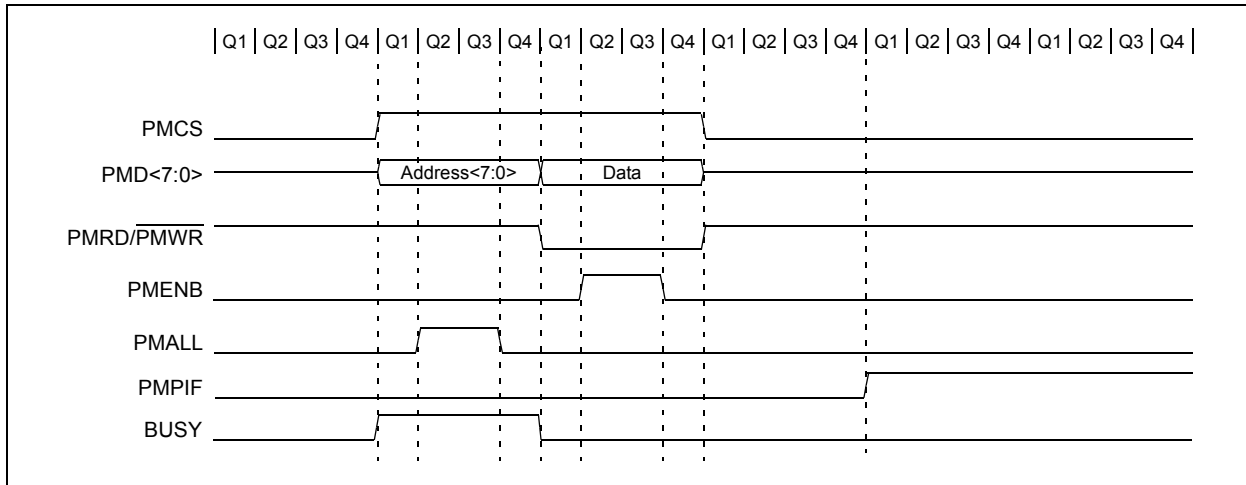 Q1 Q2 Q3 Q4 Q1 Q2 Q3 Q4 Q1 Q2 Q3 Q4 Q1 Q2 Q3 Q4 Q1 Q2 Q3 Q4 Q1 Q2 Q3 Q4
PMCS
PMD<7:0> Address<7:0> Data
PMRD/PMWR
PMENB
PMALL
PMPIF
BUSY